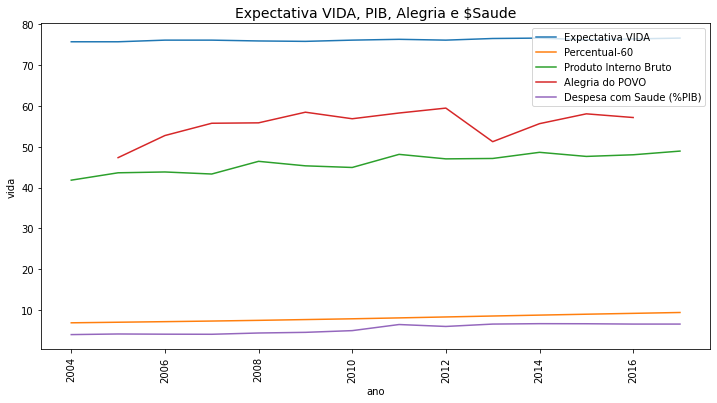 Expectativa VIDA, PIB, Alegria e $Saude
80
70
60
50
40
30
20
10
vida
Expectativa VIDA
Percentual-60
Produto Interno Bruto
Alegria do POVO
Despesa com Saude (%PIB)
2004
2006
2008
2010
2012
2014
2016
ano